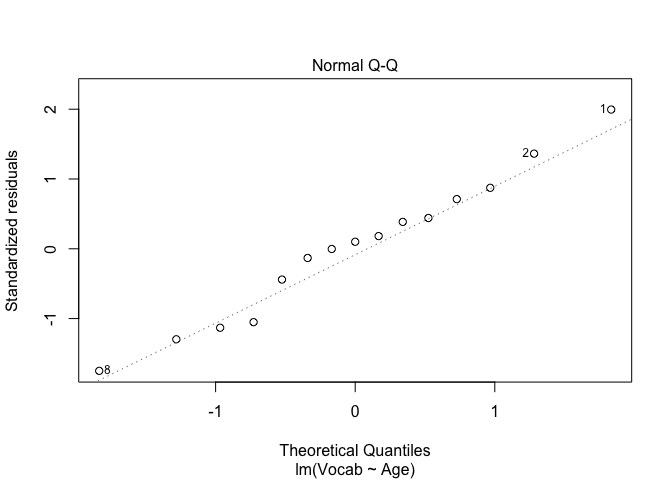 Normal Q-Q
Standardized residuals
2
1
0
-1
1
2
8
-1
0
1
Theoretical Quantiles
lm(Vocab ~ Age)